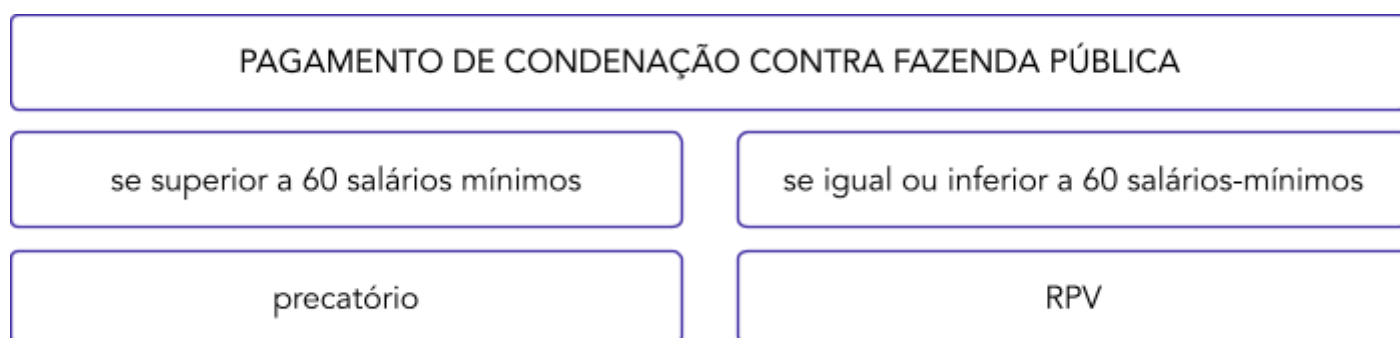 PAGAMENTO DE CONDENAÇÃO CONTRA FAZENDA PÚBLICA
se superior a 60 salários mínimos
se igual ou inferior a 60 salários-mínimos
precatório
RPV